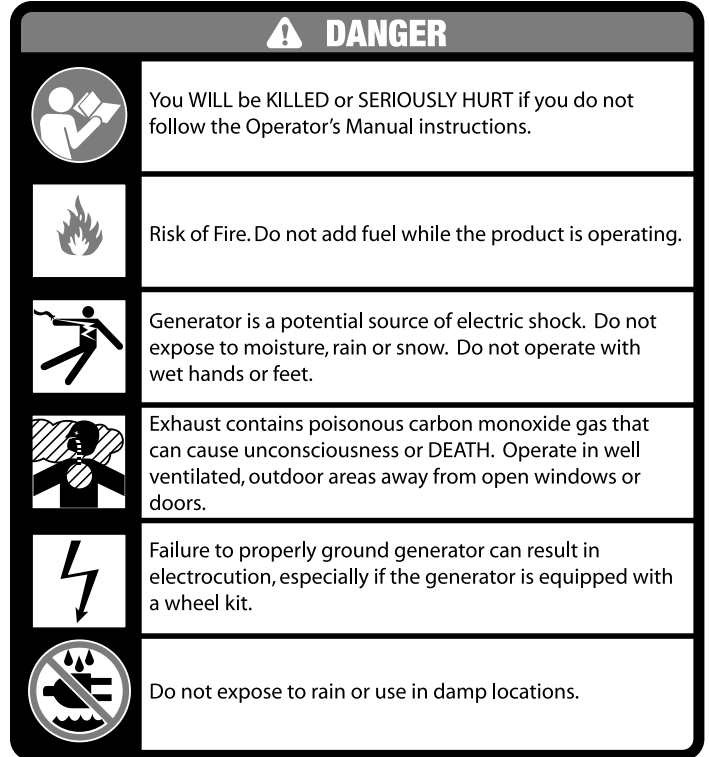 DANGER
You WILL be KILLED or SERIOUSLY HURT if you do not
follow the Operator's Manual instructions.
Risk of Fire. Do not add fuel while the product is operating.
Generator is a potential source of electric shock. Do not
expose to moisture, rain or snow. Do not operate with
wet hands or feet.
Exhaust contains poisonous carbon monoxide gas that
can cause unconsciousness or DEATH. Operate in well
ventilated, outdoor areas away from open windows or
doors.
Failure to properly ground generator can result in
electrocution, especially if the generator is equipped with
a wheel kit.
Do not expose to rain or use in damp locations.